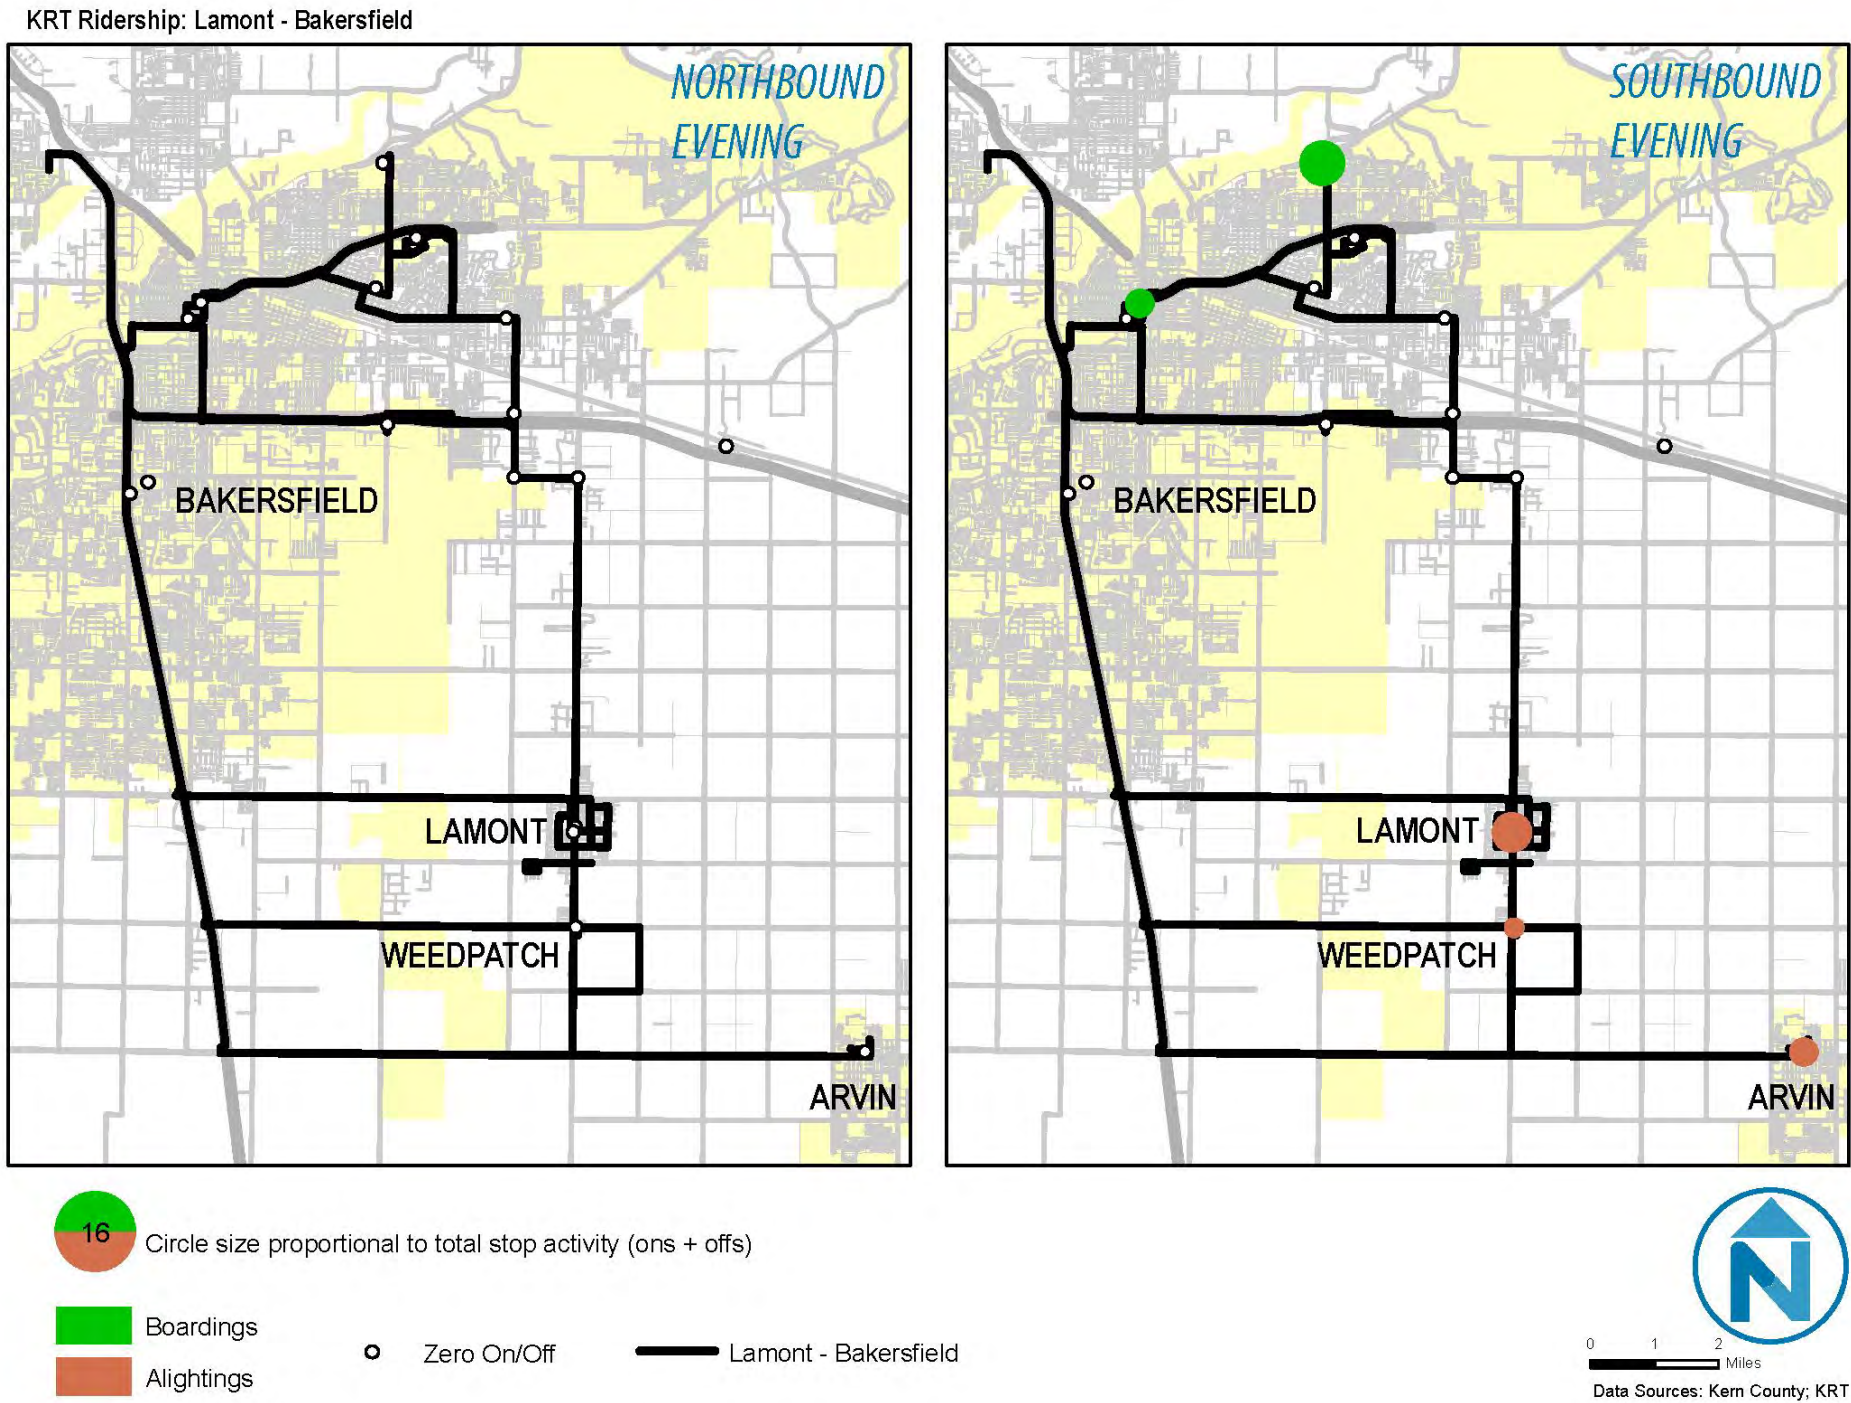 KRT Ridership: Lamont - Bakersfield
NORTHBOUND
EVENING
BAKERSFIELD
LAMONT
WEEDPATCH
ARVIN
SOUTHBOUND
EVENING
BAKERSFIELD
LAMONT
WEEDPATCH
ARVIN
16
Circle size proportional to total stop activity (ons + offs)
Boardings
Alightings
Zero On/Off
Lamont - Bakersfield
N
0 1 2
Miles
Data Sources: Kern County; KRT